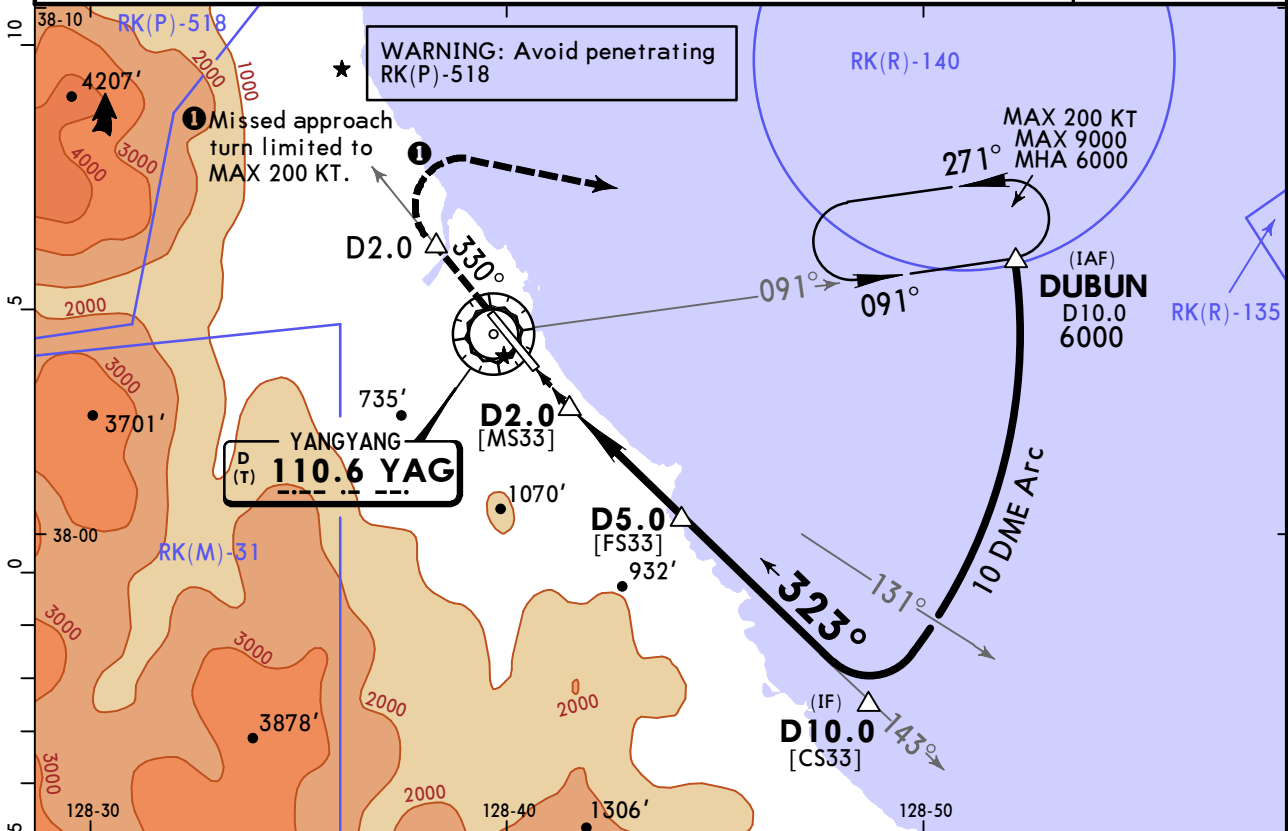 10
38-10
RK(P)-518
WARNING: Avoid penetrating
RK(P)-518
RK(R)-140
2000
1000
4207'
❶Missed approach
turn limited to
MAX 200 KT.
❶
MAX 200 KT
MAX 9000
MHA 6000
271°
4000
3000
D2.0
330°
091°
091°
(IAF)
DUBUN
D10.0
6000
RK(R)-135
5
2000
3000
3701'
735'
D2.0
[MS33]
YANGYANG
D
(T)
110.6 YAG
1070'
D5.0
[FS33]
10 DME Arc
38-00
RK(M)-31
0
932'
131°
323°
3000
3000
2000
2000
3878'
(IF)
D10.0
[CS33]
143°
3000
2000
5
128-30
128-40
1306'
128-50